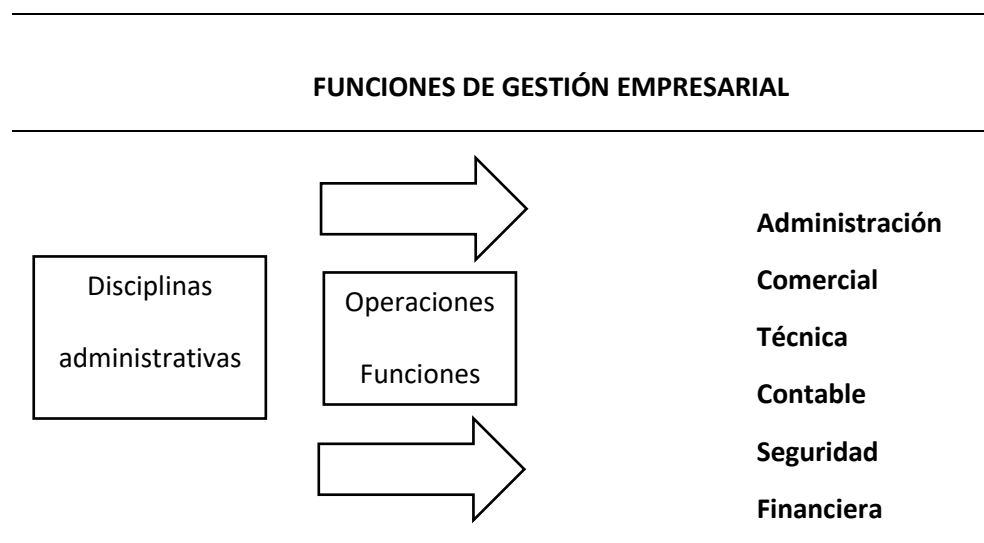 FUNCIONES DE GESTIÓN EMPRESARIAL
Disciplinas
administrativas
Operaciones
Funciones
Administración
Comercial
Técnica
Contable
Seguridad
Financiera